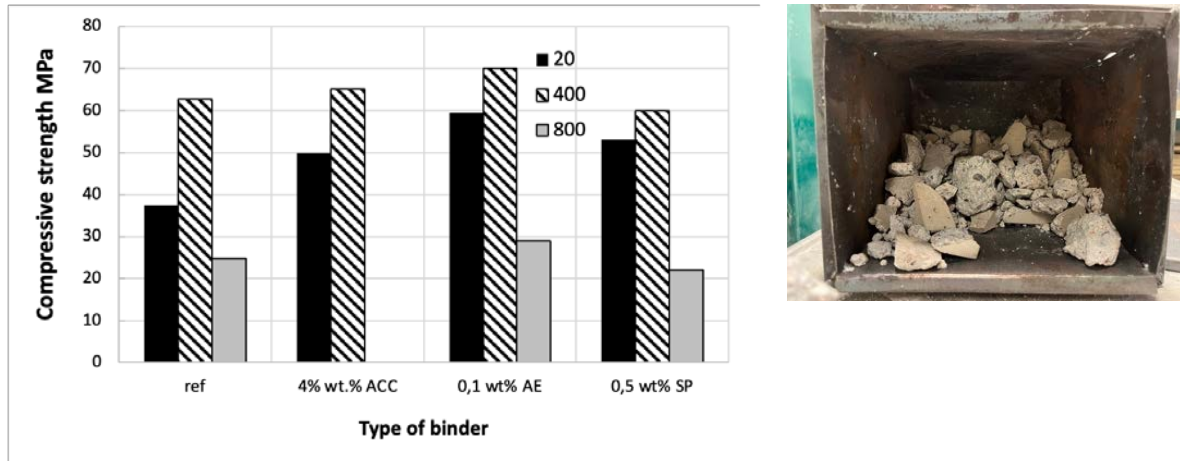 80
70
60
50
40
30
20
10
0
Compressive strength MPa
20
400
800
ref
4% wt.% ACC
0,1 wt% AE
0,5 wt% SP
Type of binder